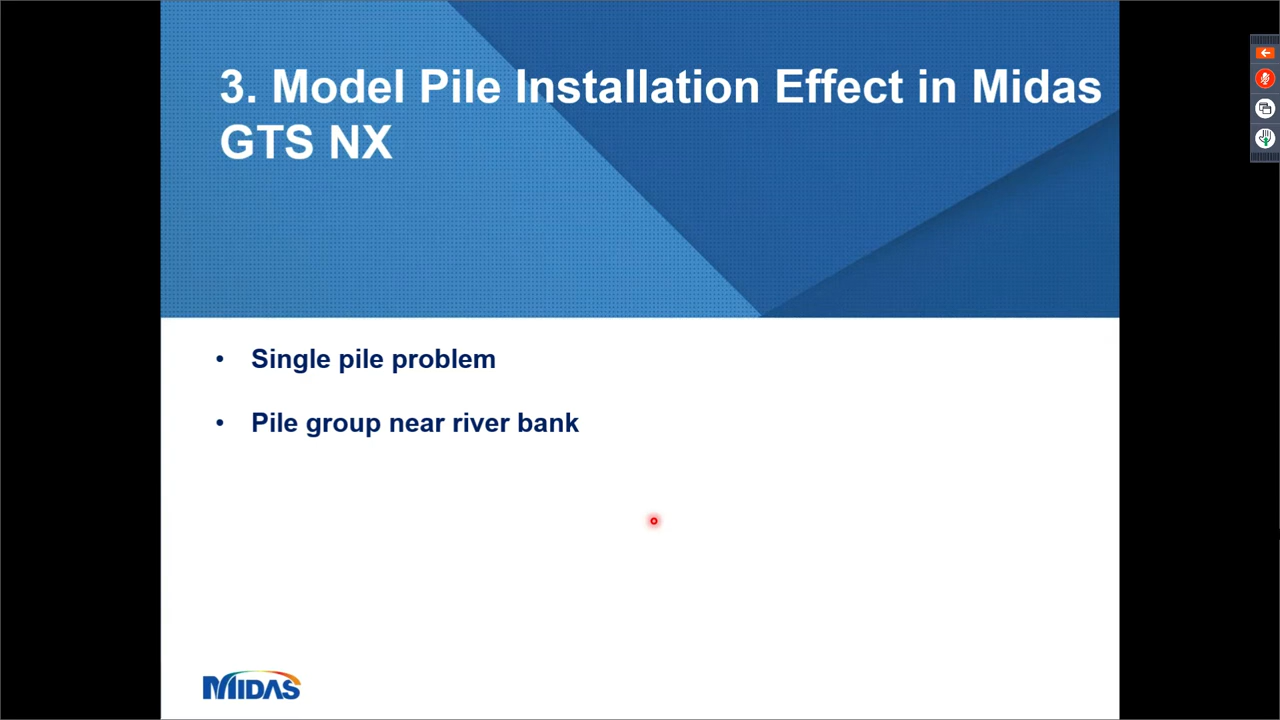 3. Model Pile Installation Effect in Midas
GTS NX
• Single pile problem
• Pile group near river bank
MIDAS